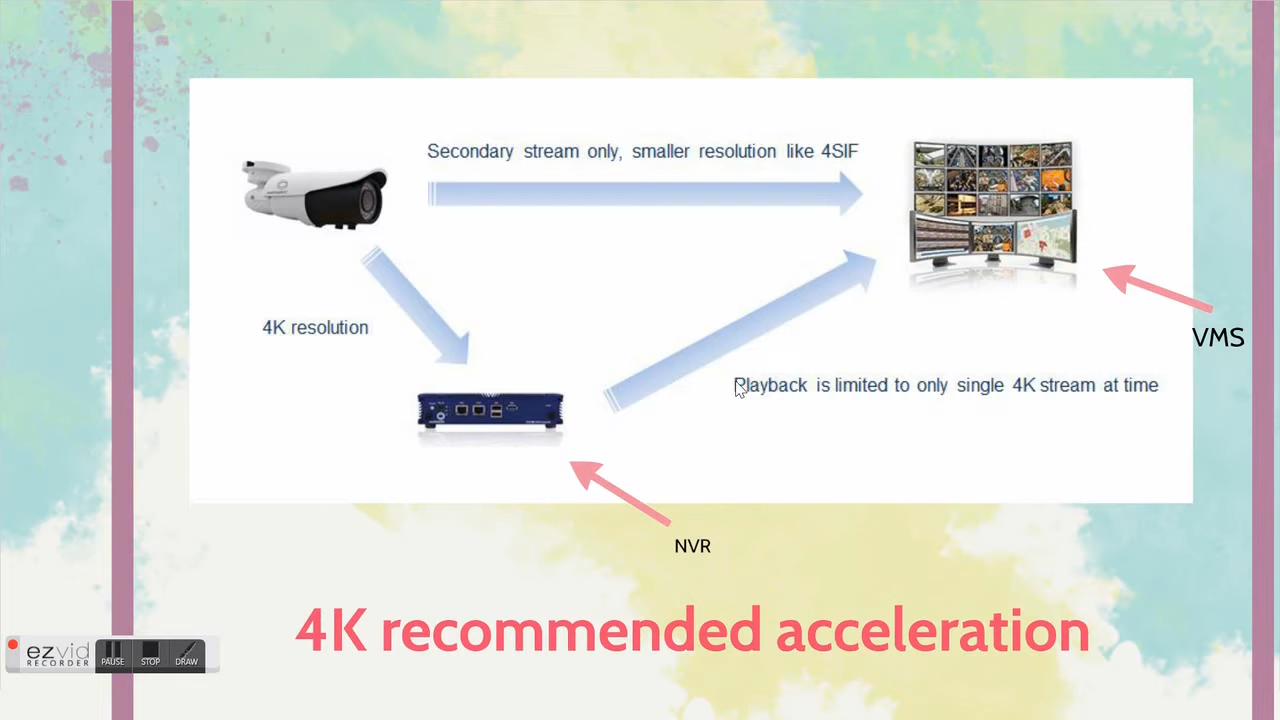 Secondary stream only, smaller resolution like 4SIF
4K resolution
VMS
Playback is limited to only single 4K stream at time
NVR
4K recommended acceleration
ezvid
RECORDER
PAUSE
STOP
DRAW